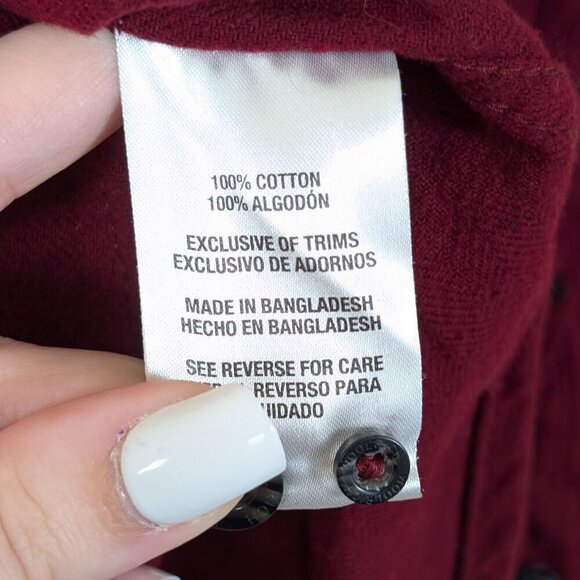 100% COTTON
100% ALGODÓN
EXCLUSIVE OF TRIMS
EXCLUSIVO DE ADORNOS
MADE IN BANGLADESH
HECHO EN BANGLADESH
SEE REVERSE FOR CARE
REVERSO PARA